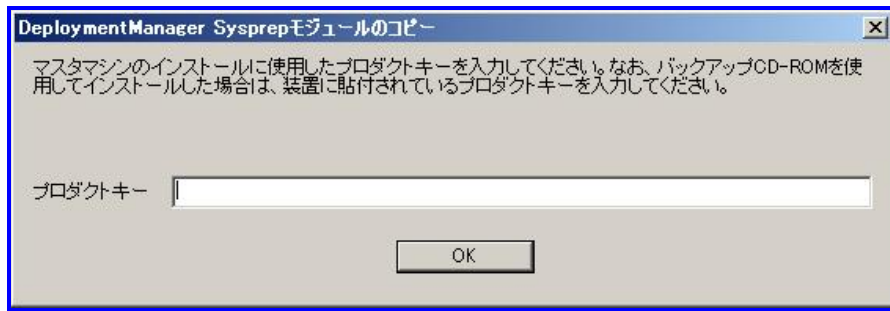 DeploymentManager Sysprepモジュールのコピー
マスタマシンのインストールに使用したプロダクトキーを入力してください。なお、バックアップCD-ROMを使
用してインストールした場合は、装置に貼付されているプロダクトキーを入力してください。
プロダクトキー
OK